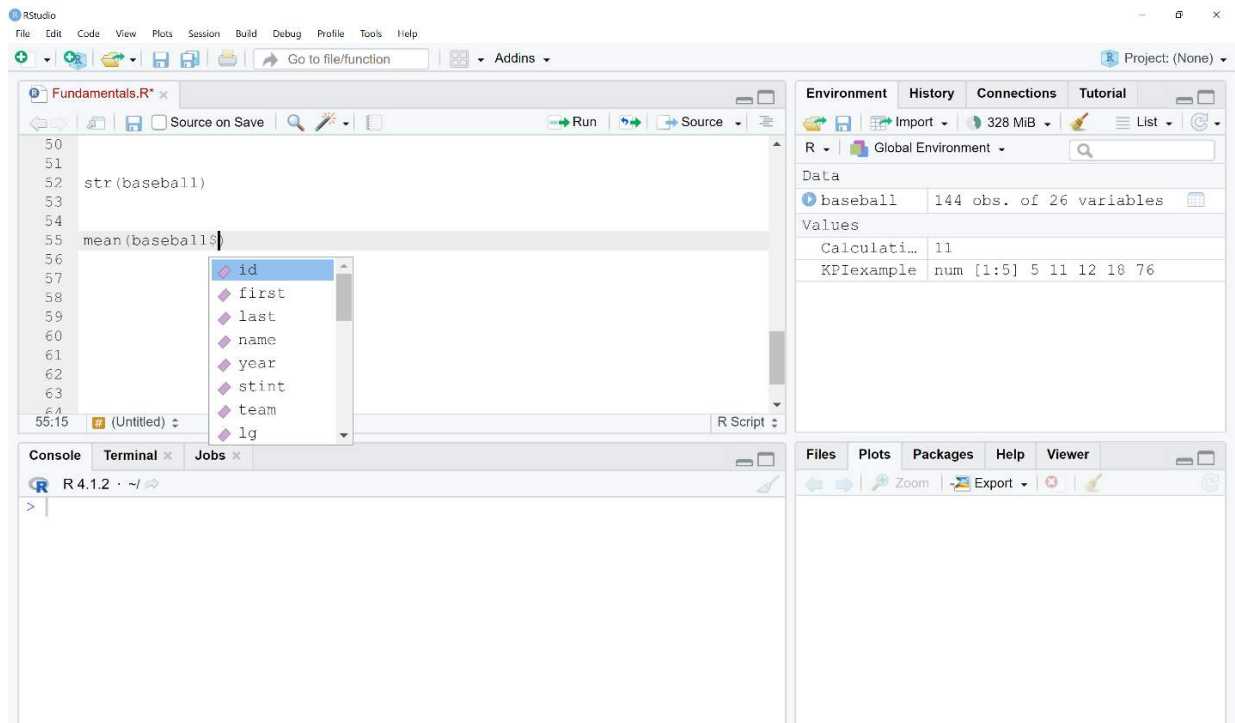 RStudio
File Edit Code View Plots Session Build Debug Profile Tools Help
Go to file/function Addins Project: (None)
Fundamentals.R*
Source on Save Run Source
50
51
52 str(baseball)
53
54
55 mean(baseball$)
56
57
58
59
60
61
62
63
64
id
first
last
name
year
stint
team
lg
55:15 # (Untitled) R Script
Console Terminal Jobs
R R 4.1.2 · ~/
>
Environment History Connections Tutorial
Import 328 MiB List
R Global Environment
Data
baseball 144 obs. of 26 variables
Values
Calculati… 11
KPIexample num [1:5] 5 11 12 18 76
Files Plots Packages Help Viewer
Zoom Export